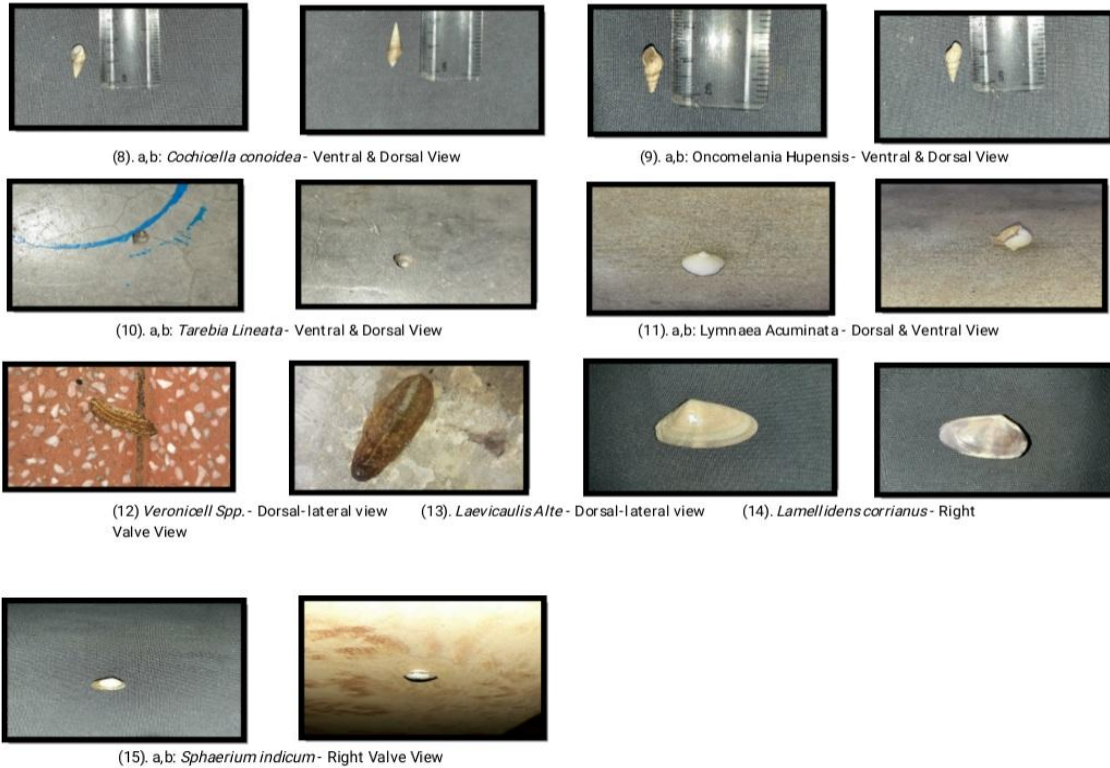 (8). a,b: Cochicella conoidea - Ventral & Dorsal View
(9). a,b: Oncomelania Hupensis - Ventral & Dorsal View
(10). a,b: Tarebia Lineata - Ventral & Dorsal View
(11). a,b: Lymnaea Acuminata - Dorsal & Ventral View
(12) Veronicell Spp. - Dorsal-lateral view
(13). Laevicaulis Alte - Dorsal-lateral view
(14). Lamellidens corrianus - Right
Valve View
(15). a,b: Sphaerium indicum - Right Valve View